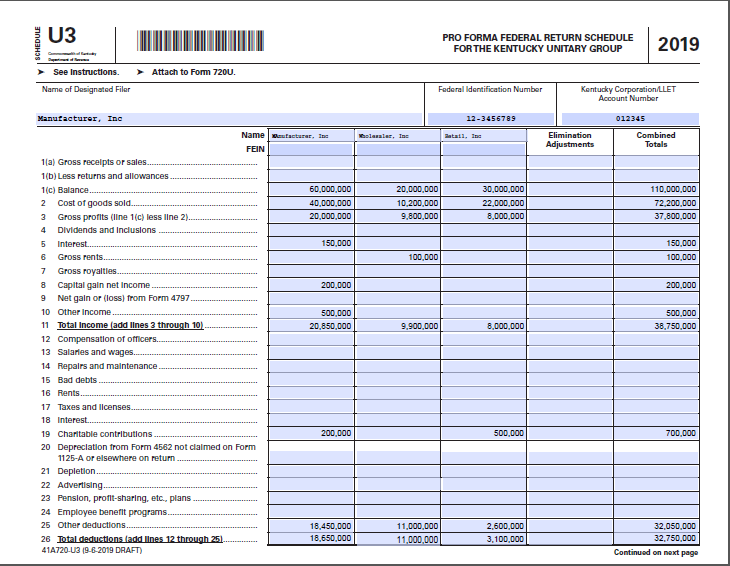 SCHEDULE
U3
Commonwealth of Kentucky
Department of Revenue
PRO FORMA FEDERAL RETURN SCHEDULE
FOR THE KENTUCKY UNITARY GROUP
2019
➤ See Instructions. ➤ Attach to Form 720U.
Name of Designated Filer Federal Identification Number Kentucky Corporation/LLET
Account Number
Manufacturer, Inc 12-3456789 012345
Name Manufacturer, Inc Wholesaler, Inc Retail, Inc Elimination Adjustments Combined Totals
FEIN
1(a) Gross receipts or sales
1(b) Less returns and allowances
1(c) Balance 60,000,000 20,000,000 30,000,000 110,000,000
2 Cost of goods sold 40,000,000 10,200,000 22,000,000 72,200,000
3 Gross profits (line 1(c) less line 2) 20,000,000 9,800,000 8,000,000 37,800,000
4 Dividends and Inclusions
5 Interest 150,000 150,000
6 Gross rents 100,000 100,000
7 Gross royalties
8 Capital gain net income 200,000 200,000
9 Net gain or (loss) from Form 4797
10 Other income 500,000 500,000
11 Total Income (add lines 3 through 10) 20,850,000 9,900,000 8,000,000 38,750,000
12 Compensation of officers
13 Salaries and wages
14 Repairs and maintenance
15 Bad debts
16 Rents
17 Taxes and licenses
18 Interest
19 Charitable contributions 200,000 500,000 700,000
20 Depreciation from Form 4562 not claimed on Form
1125-A or elsewhere on return
21 Depletion
22 Advertising
23 Pension, profit-sharing, etc., plans
24 Employee benefit programs
25 Other deductions 18,450,000 11,000,000 2,600,000 32,050,000
26 Total deductions (add lines 12 through 25) 18,650,000 11,000,000 3,100,000 32,750,000
41A720-U3 (9-6-2019 DRAFT) Continued on next page